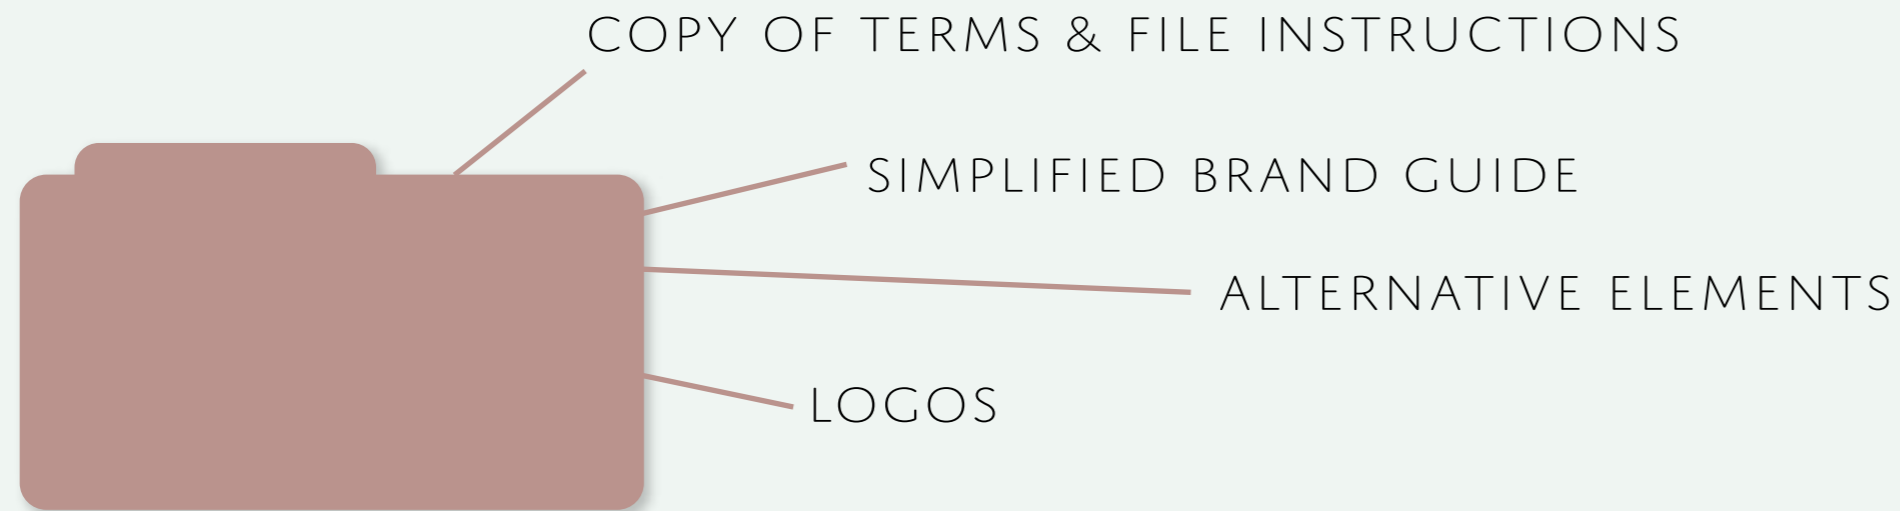 COPY OF TERMS & FILE INSTRUCTIONS
SIMPLIFIED BRAND GUIDE
ALTERNATIVE ELEMENTS
LOGOS